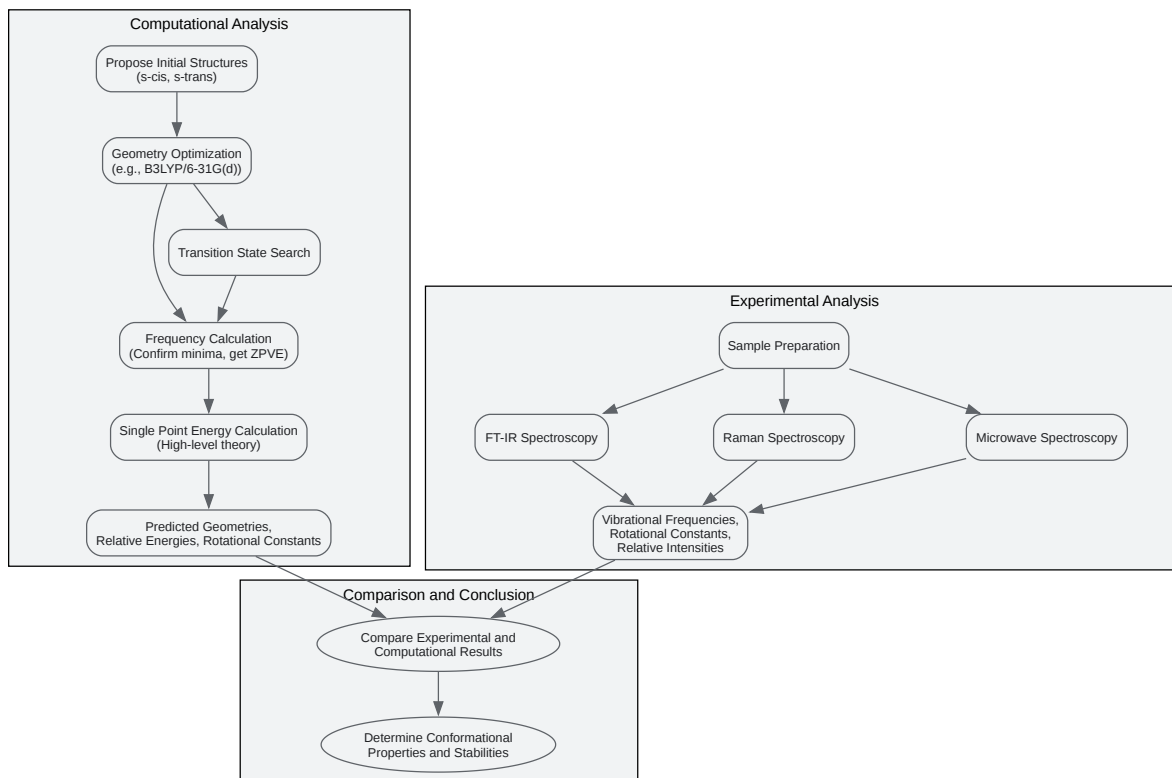 Computational Analysis
Propose Initial Structures
(s-cis, s-trans)
Geometry Optimization
(e.g., B3LYP/6-31G(d))
Transition State Search
Frequency Calculation
(Confirm minima, get ZPVE)
Single Point Energy Calculation
(High-level theory)
Predicted Geometries,
Relative Energies, Rotational Constants
Experimental Analysis
Sample Preparation
FT-IR Spectroscopy
Raman Spectroscopy
Microwave Spectroscopy
Vibrational Frequencies,
Rotational Constants,
Relative Intensities
Comparison and Conclusion
Compare Experimental and
Computational Results
Determine Conformational
Properties and Stabilities